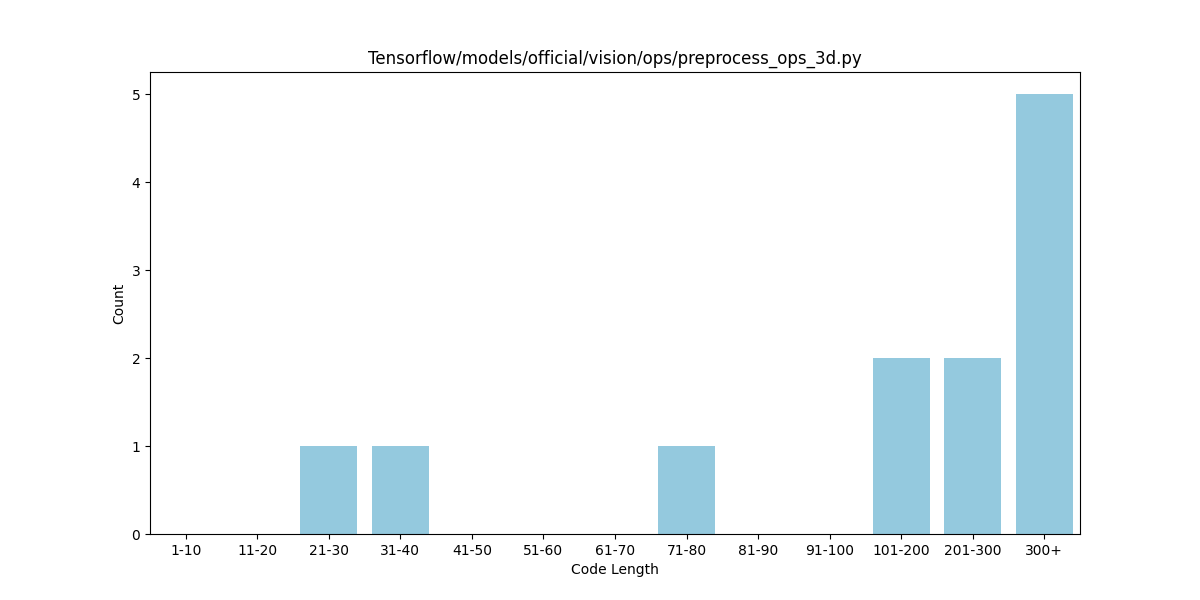 Tensorflow/models/official/vision/ops/preprocess_ops_3d.py
5
4
3
2
1
0
Count
1-10 11-20 21-30 31-40 41-50 51-60 61-70 71-80 81-90 91-100 101-200 201-300 300+
Code Length